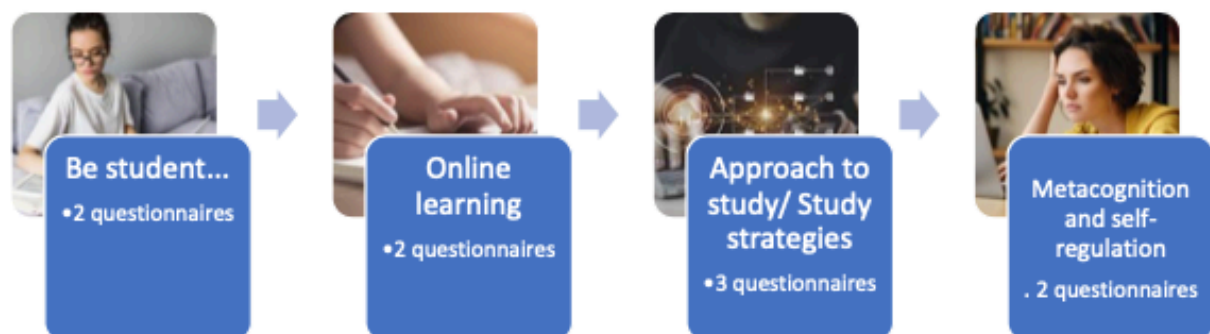 Be student...
•2 questionnaires
Online
learning
•2 questionnaires
Approach to
study/ Study
strategies
•3 questionnaires
Metacognition
and self-
regulation
. 2 questionnaires